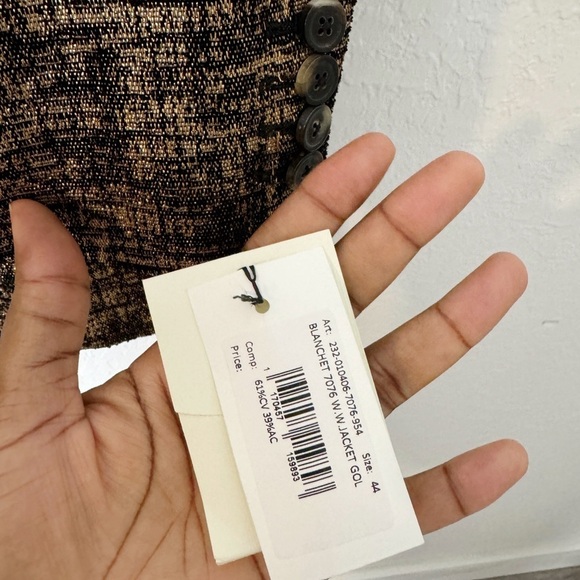 Art: 232-010406-7076-954 Size: 44
BLANCHET 7076 W.W.JACKET GOL
1 170457 159893
Comp: 61%CV 39%AC
Price: